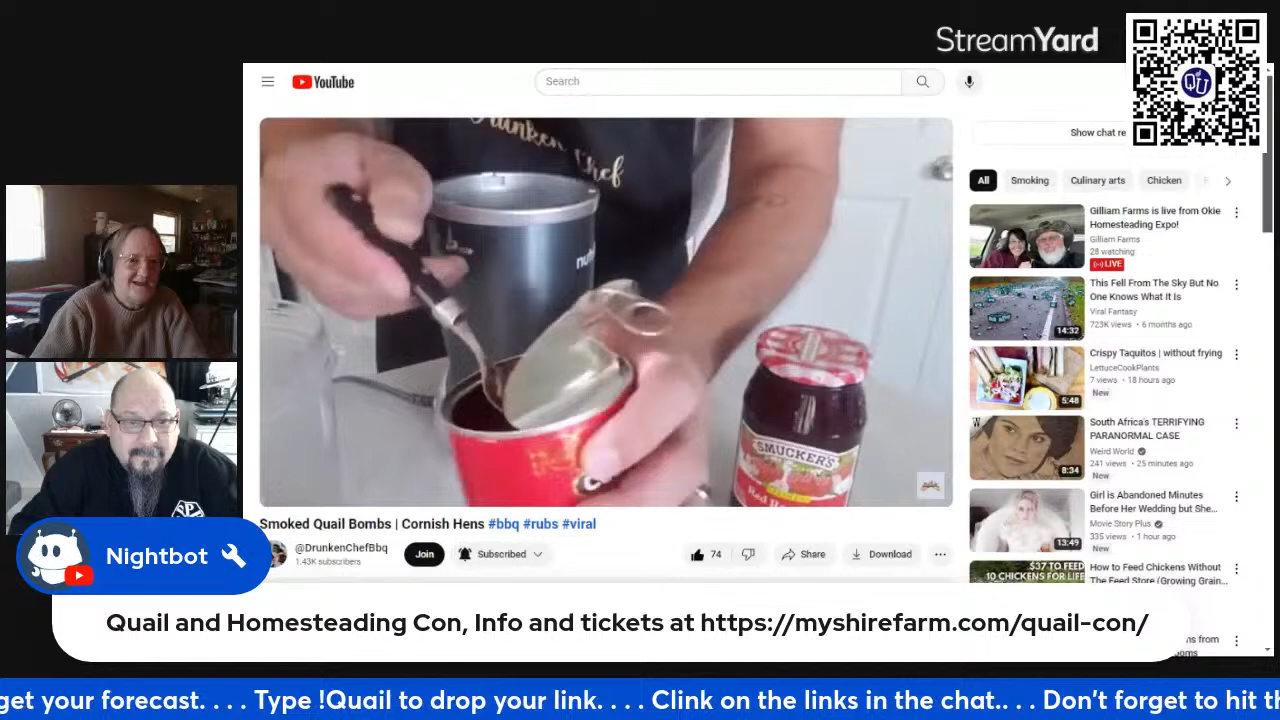 StreamYard
QU
YouTube
Search
Drunken Chef
SMUCKER'S
Smoked Quail Bombs | Cornish Hens #bbq #rubs #viral
@DrunkenChefBbq
1.43K subscribers
Join
Subscribed
74
Share
Download
Show chat re
All
Smoking
Culinary arts
Chicken
Gilliam Farms is live from Okie
Homesteading Expo!
Gilliam Farms
28 watching
LIVE
This Fell From The Sky But No
One Knows What It Is
Viral Fantasy
723K views • 6 months ago
14:32
Crispy Taquitos | without frying
LettuceCookPlants
7 views • 18 hours ago
New
5:48
South Africa's TERRIFYING
PARANORMAL CASE
Weird World
241 views • 25 minutes ago
New
8:34
Girl is Abandoned Minutes
Before Her Wedding but She...
Movie Story Plus
335 views • 1 hour ago
New
13:49
$37 TO FEED
10 CHICKENS FOR LIFE
How to Feed Chickens Without
The Feed Store (Growing Grain...
Nightbot
Quail and Homesteading Con, Info and tickets at https://myshirefarm.com/quail-con/
get your forecast. . . . Type !Quail to drop your link. . . . Clink on the links in the chat.. . . Don't forget to hit th